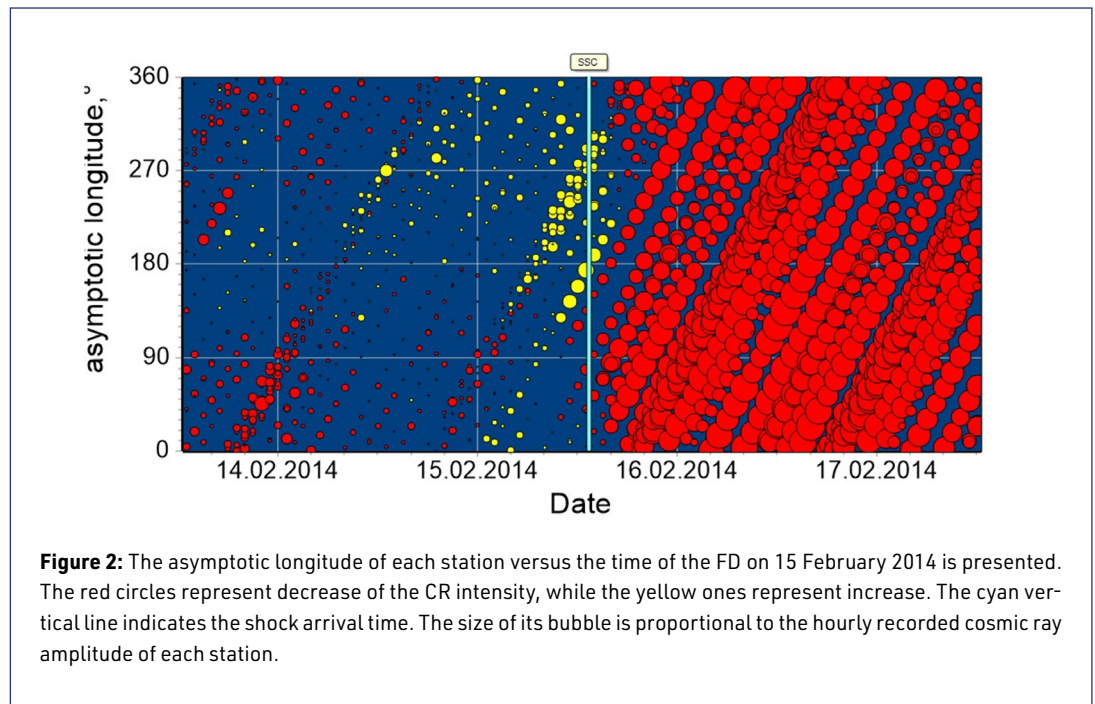 SSC
360
270
180
90
0
asymptotic longitude,°
14.02.2014 15.02.2014 16.02.2014 17.02.2014
Date
Figure 2: The asymptotic longitude of each station versus the time of the FD on 15 February 2014 is presented.
The red circles represent decrease of the CR intensity, while the yellow ones represent increase. The cyan ver-
tical line indicates the shock arrival time. The size of its bubble is proportional to the hourly recorded cosmic ray
amplitude of each station.